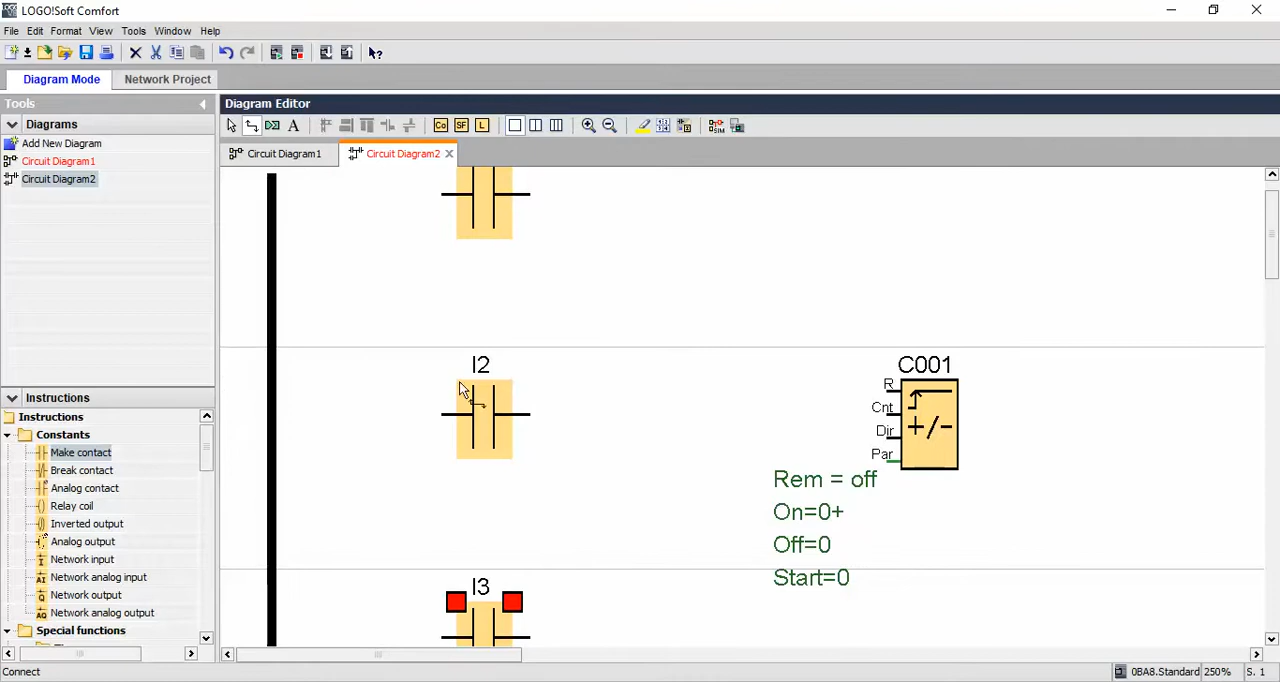 LOGO!Soft Comfort
File Edit Format View Tools Window Help
Diagram Mode Network Project
Tools
Diagrams
Add New Diagram
Circuit Diagram1
Circuit Diagram2
Instructions
Instructions
Constants
Make contact
Break contact
Analog contact
Relay coil
Inverted output
Analog output
Network input
Network analog input
Network output
Network analog output
Special functions
Diagram Editor
A Co SF L
Circuit Diagram1 Circuit Diagram2
I2
C001
R
Cnt
Dir
Par
+/-
Rem = off
On=0+
Off=0
Start=0
I3
Connect
0BA8.Standard 250% S. 1